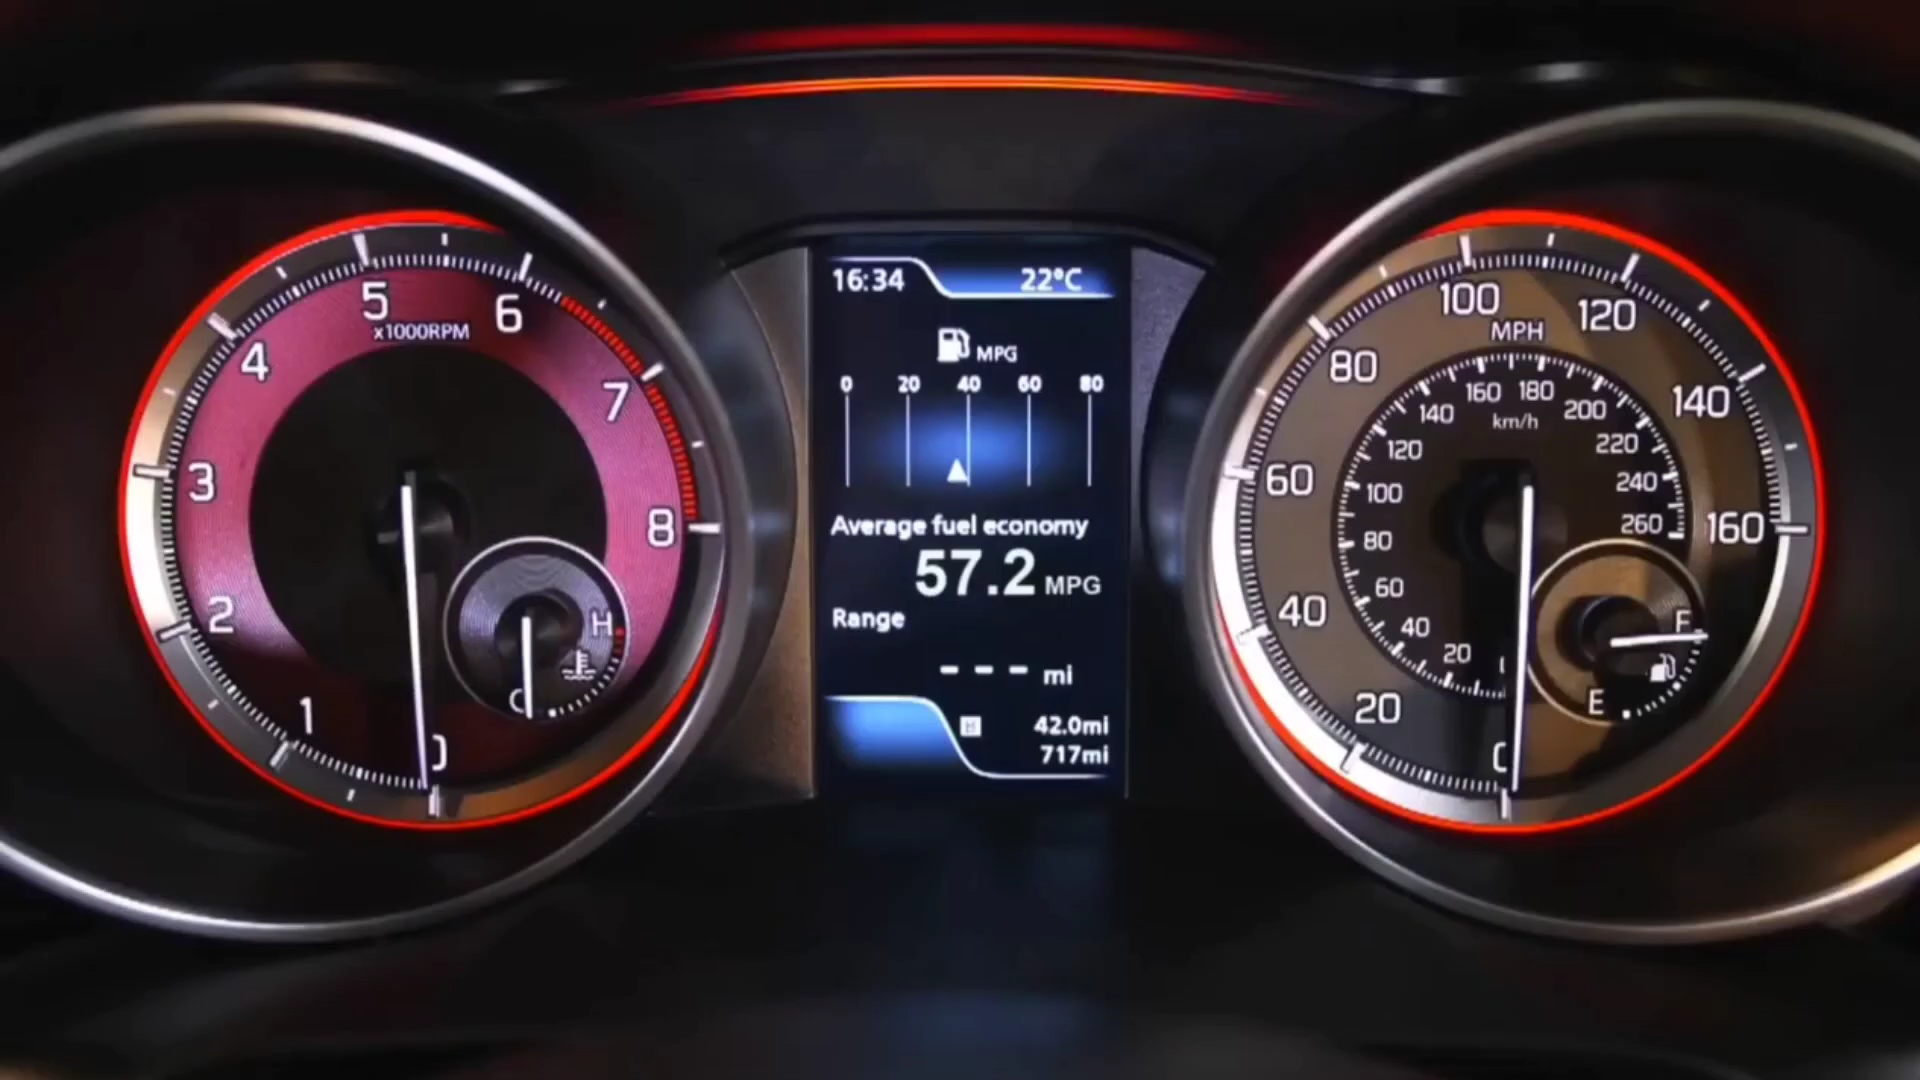 5
x1000RPM
6
4
7
3
8
2
H
C
1
0
16:34 22°C
MPG
0 20 40 60 80
Average fuel economy
57.2 MPG
Range
--- mi
B 42.0mi
717mi
100
MPH
120
80
140
60
160
40
20
0
160 180
140 200
km/h
120 220
100 240
80 260
60
40
20
F
E